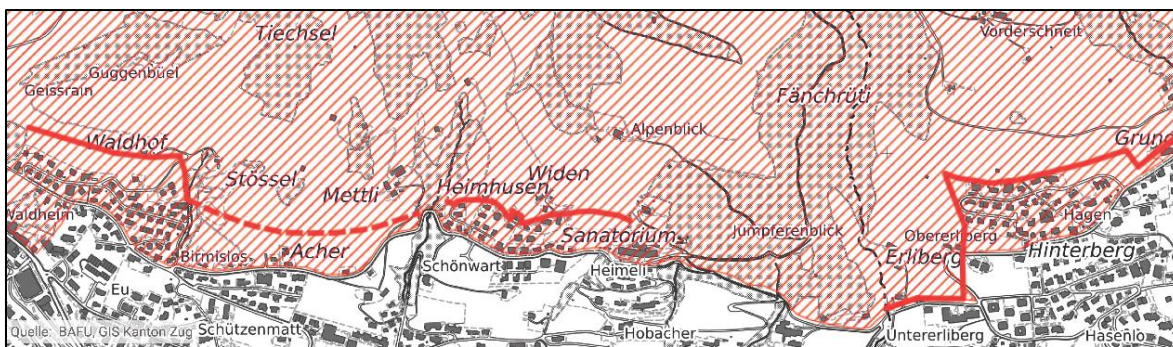 Tiechsel
Vorderschneit
Guggenbüel
Geissrain
Fänchrüti
Waldhof
Alpenblick
Grund
Stössel
Mettli
Heimhusen
Widen
Waldheim
Acher
Birmislos
Sanatorium
Jumpferenblick
Obererliberg
Erliberg
Hagen
Hinterberg
Eu
Schönwart
Heimeli
Quelle: BAFU, GIS Kanton Zug
Schützenmatt
Hobacher
Untererliberg
Hasenlo